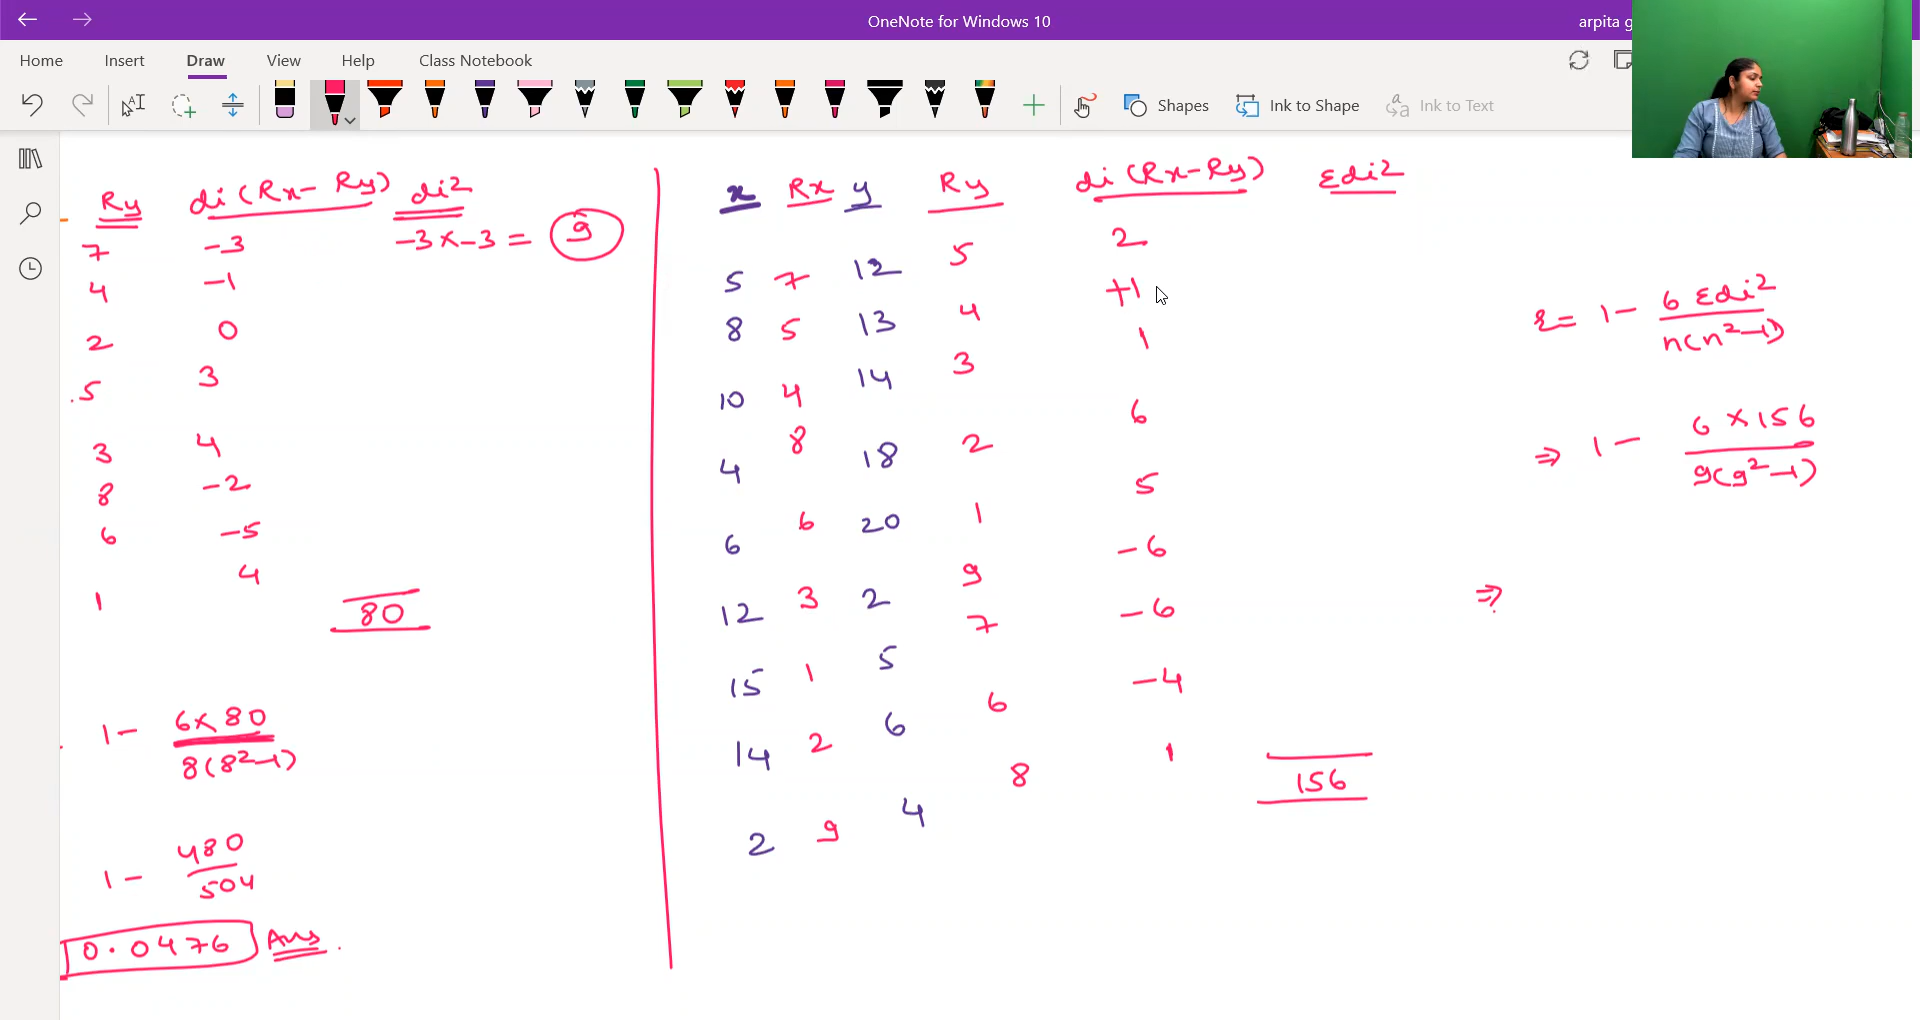 OneNote for Windows 10
arpita g
Home Insert Draw View Help Class Notebook
Shapes Ink to Shape Ink to Text
Ry di (Rx - Ry) di²
7 -3 -3 x -3 = 9
4 -1
2 0
.5 3
3 4
8 -2
6 -5
1 4
80
1 - 6 x 80 / 8(8²-1)
1 - 480 / 504
0.0476 Ans.
x Rx y Ry di (Rx-Ry) Σdi²
5 7 12 5 2
8 5 13 4 +1
10 4 14 3 1
4 8 18 2 6
6 6 20 1 5
12 3 2 9 -6
15 1 5 7 -6
14 2 6 6 -4
2 9 4 8 1
156
r = 1 - 6 Σdi² / n(n²-1)
⇒ 1 - 6 x 156 / 9(9²-1)
⇒